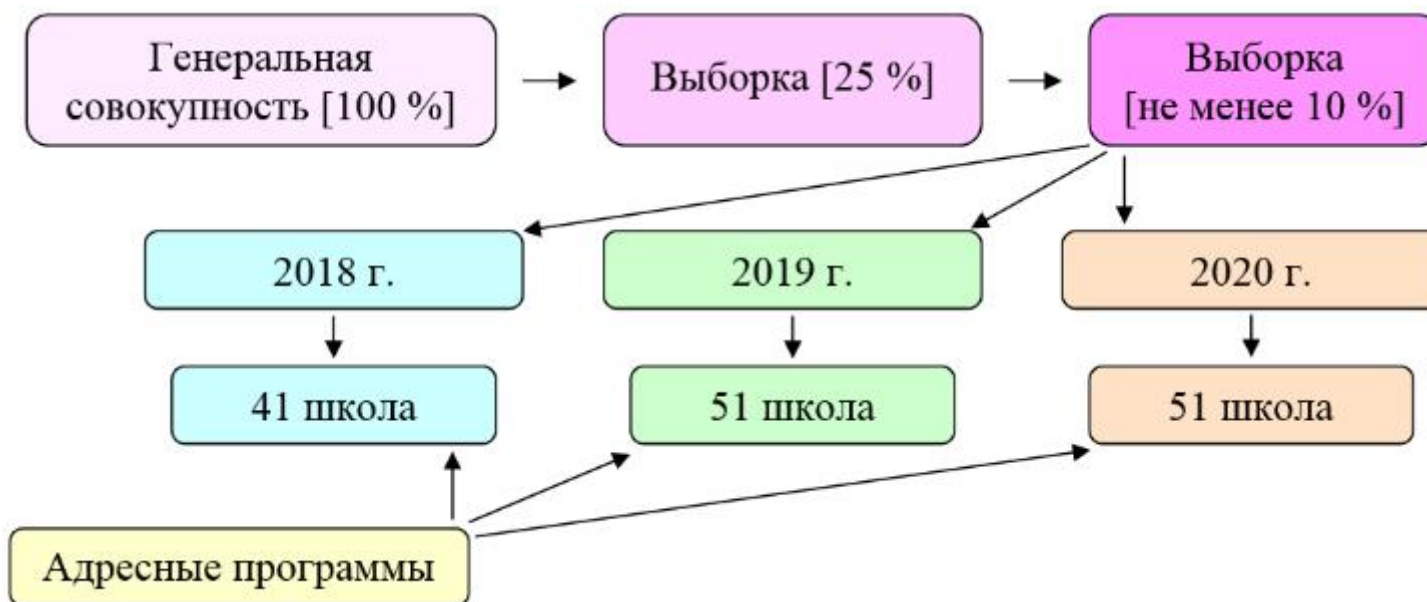 Генеральная
совокупность [100 %]
Выборка [25 %]
Выборка
[не менее 10 %]
2018 г.
2019 г.
2020 г.
41 школа
51 школа
51 школа
Адресные программы